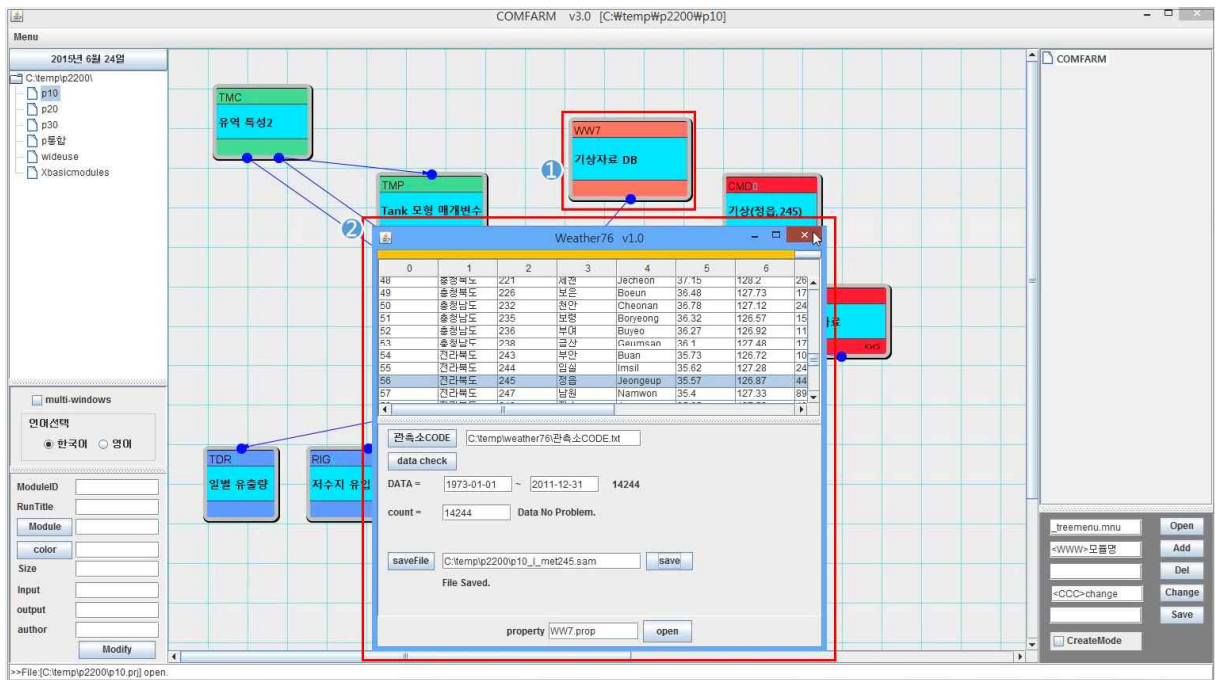 COMFARM v3.0 [C:₩temp₩p2200₩p10]
Menu
2015년 6월 24일
C:\temp\p2200\
p10
p20
p30
p통합
wideuse
Xbasicmodules
multi-windows
언어선택
한국어 영어
ModuleID
RunTitle
Module
color
Size
Input
output
author
Modify
TMC
유역 특성2
TMP
Tank 모형 매개변수
1
WW7
기상자료 DB
CMD0
기상(정읍,245)
KWS
TDR
일별 유출량
RIG
저수지 유입
2
Weather76 v1.0
0 1 2 3 4 5 6
48 충청북도 221 제천 Jecheon 37.15 128.2 26
49 충청북도 226 보은 Boeun 36.48 127.73 17
50 충청남도 232 천안 Cheonan 36.78 127.12 24
51 충청남도 235 보령 Boryeong 36.32 126.57 15
52 충청남도 236 부여 Buyeo 36.27 126.92 11
53 충청남도 238 금산 Geumsan 36.1 127.48 17
54 전라북도 243 부안 Buan 35.73 126.72 10
55 전라북도 244 임실 Imsil 35.62 127.28 24
56 전라북도 245 정읍 Jeongeup 35.57 126.87 44
57 전라북도 247 남원 Namwon 35.4 127.33 89
관측소CODE C:\temp\weather76\관측소CODE.txt
data check
DATA = 1973-01-01 ~ 2011-12-31 14244
count = 14244 Data No Problem.
saveFile C:\temp\p2200\p10_i_met245.sam save
File Saved.
property WW7.prop open
COMFARM
_treemenu.mnu Open
<WWW>모듈명 Add
Del
<CCC>change Change
Save
CreateMode
>>File:[C:\temp\p2200\p10.prj] open.